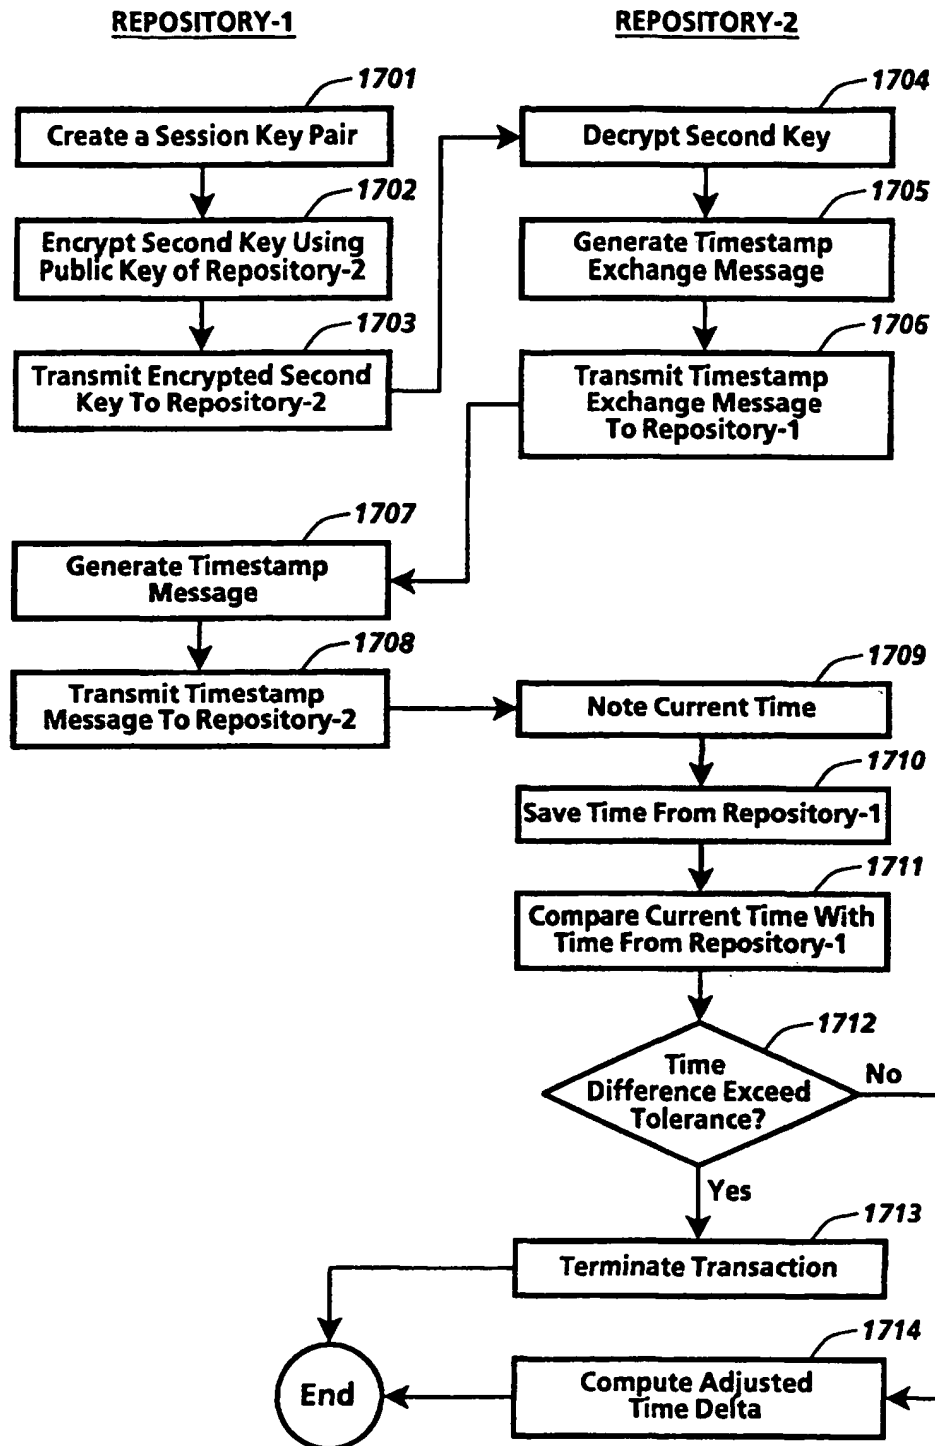 REPOSITORY-1
REPOSITORY-2
1701
Create a Session Key Pair
1702
Encrypt Second Key Using
Public Key of Repository-2
1703
Transmit Encrypted Second
Key To Repository-2
1704
Decrypt Second Key
1705
Generate Timestamp
Exchange Message
1706
Transmit Timestamp
Exchange Message
To Repository-1
1707
Generate Timestamp
Message
1708
Transmit Timestamp
Message To Repository-2
1709
Note Current Time
1710
Save Time From Repository-1
1711
Compare Current Time With
Time From Repository-1
1712
Time
Difference Exceed
Tolerance?
No
Yes
1713
Terminate Transaction
1714
Compute Adjusted
Time Delta
End